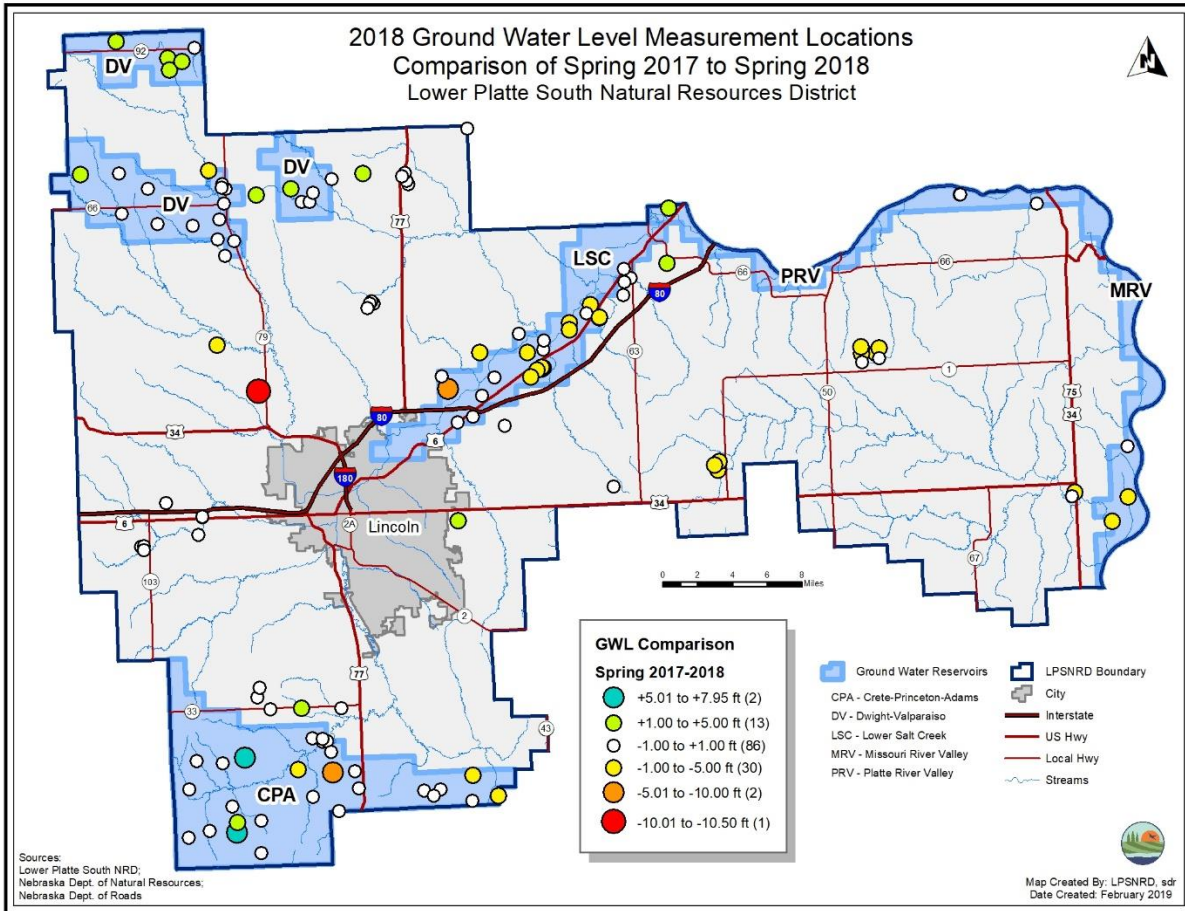 2018 Ground Water Level Measurement Locations
Comparison of Spring 2017 to Spring 2018
Lower Platte South Natural Resources District
N
92
DV
DV
DV
66
77
79
LSC
80
66
PRV
66
MRV
63
1
50
75
34
34
80
6
180
6
2A
Lincoln
34
103
2
67
77
33
43
CPA
0 2 4 6 8
Miles
GWL Comparison
Spring 2017-2018
+5.01 to +7.95 ft (2)
+1.00 to +5.00 ft (13)
-1.00 to +1.00 ft (86)
-1.00 to -5.00 ft (30)
-5.01 to -10.00 ft (2)
-10.01 to -10.50 ft (1)
Ground Water Reservoirs
CPA - Crete-Princeton-Adams
DV - Dwight-Valparaiso
LSC - Lower Salt Creek
MRV - Missouri River Valley
PRV - Platte River Valley
LPSNRD Boundary
City
Interstate
US Hwy
Local Hwy
Streams
Sources:
Lower Platte South NRD;
Nebraska Dept. of Natural Resources;
Nebraska Dept. of Roads
Map Created By: LPSNRD, sdr
Date Created: February 2019